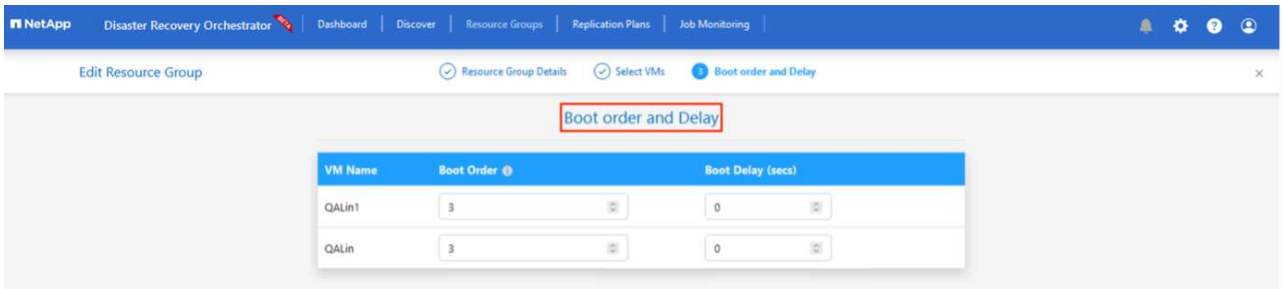 NetApp Disaster Recovery Orchestrator BETA Dashboard Discover Resource Groups Replication Plans Job Monitoring
Edit Resource Group Resource Group Details Select VMs 3 Boot order and Delay
Boot order and Delay
VM Name Boot Order Boot Delay (secs)
QALin1 3 0
QALin 3 0